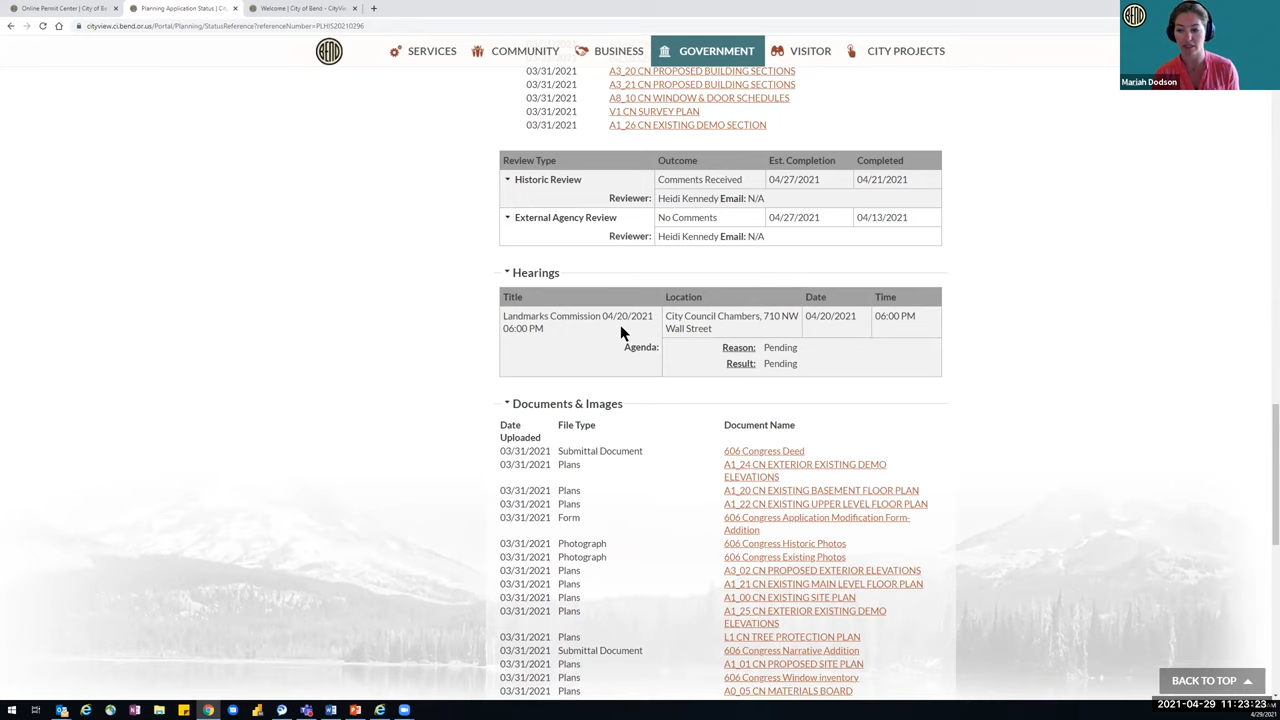 Online Permit Center | City of Be
Planning Application Status | Cit
Welcome | City of Bend - CityVie
cityview.ci.bend.or.us/Portal/Planning/StatusReference?referenceNumber=PLHIS20210296
BEND
SERVICES
COMMUNITY
BUSINESS
GOVERNMENT
VISITOR
CITY PROJECTS
BEND
Mariah Dodson
03/31/2021 A3_20 CN PROPOSED BUILDING SECTIONS
03/31/2021 A3_21 CN PROPOSED BUILDING SECTIONS
03/31/2021 A8_10 CN WINDOW & DOOR SCHEDULES
03/31/2021 V1 CN SURVEY PLAN
03/31/2021 A1_26 CN EXISTING DEMO SECTION
Review Type Outcome Est. Completion Completed
Historic Review Comments Received 04/27/2021 04/21/2021
Reviewer: Heidi Kennedy Email: N/A
External Agency Review No Comments 04/27/2021 04/13/2021
Reviewer: Heidi Kennedy Email: N/A
Hearings
Title Location Date Time
Landmarks Commission 04/20/2021 City Council Chambers, 710 NW 04/20/2021 06:00 PM
06:00 PM Wall Street
Agenda: Reason: Pending
Result: Pending
Documents & Images
Date File Type Document Name
Uploaded
03/31/2021 Submittal Document 606 Congress Deed
03/31/2021 Plans A1_24 CN EXTERIOR EXISTING DEMO
ELEVATIONS
03/31/2021 Plans A1_20 CN EXISTING BASEMENT FLOOR PLAN
03/31/2021 Plans A1_22 CN EXISTING UPPER LEVEL FLOOR PLAN
03/31/2021 Form 606 Congress Application Modification Form-
Addition
03/31/2021 Photograph 606 Congress Historic Photos
03/31/2021 Photograph 606 Congress Existing Photos
03/31/2021 Plans A3_02 CN PROPOSED EXTERIOR ELEVATIONS
03/31/2021 Plans A1_21 CN EXISTING MAIN LEVEL FLOOR PLAN
03/31/2021 Plans A1_00 CN EXISTING SITE PLAN
03/31/2021 Plans A1_25 CN EXTERIOR EXISTING DEMO
ELEVATIONS
03/31/2021 Plans L1 CN TREE PROTECTION PLAN
03/31/2021 Submittal Document 606 Congress Narrative Addition
03/31/2021 Plans A1_01 CN PROPOSED SITE PLAN
03/31/2021 Plans 606 Congress Window inventory
03/31/2021 Plans A0_05 CN MATERIALS BOARD
BACK TO TOP
2021-04-29 11:23:23
4/29/2021